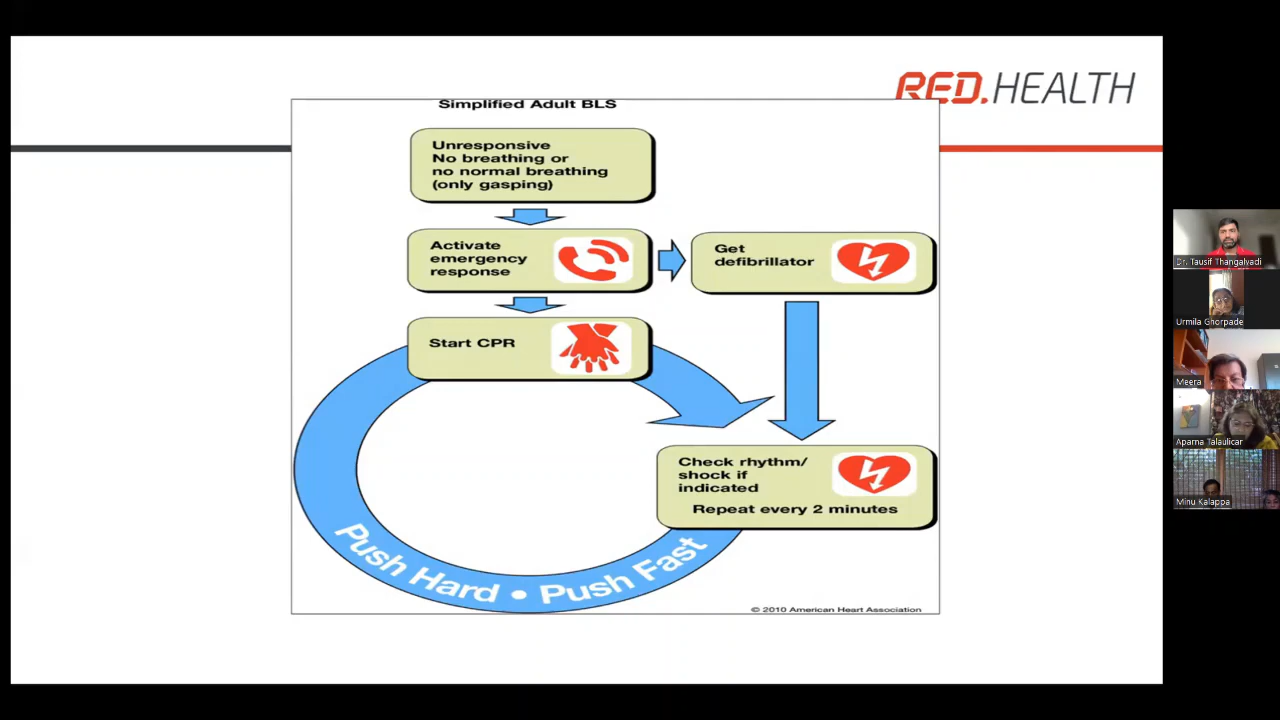 RED.HEALTH
Simplified Adult BLS
Unresponsive
No breathing or
no normal breathing
(only gasping)
Activate
emergency
response
Get
defibrillator
Start CPR
Check rhythm/
shock if
indicated
Repeat every 2 minutes
Push Hard • Push Fast
© 2010 American Heart Association
Dr. Tausif Thangalvadi
Urmila Ghorpade
Meera
Aparna Talaulicar
Minu Kalappa